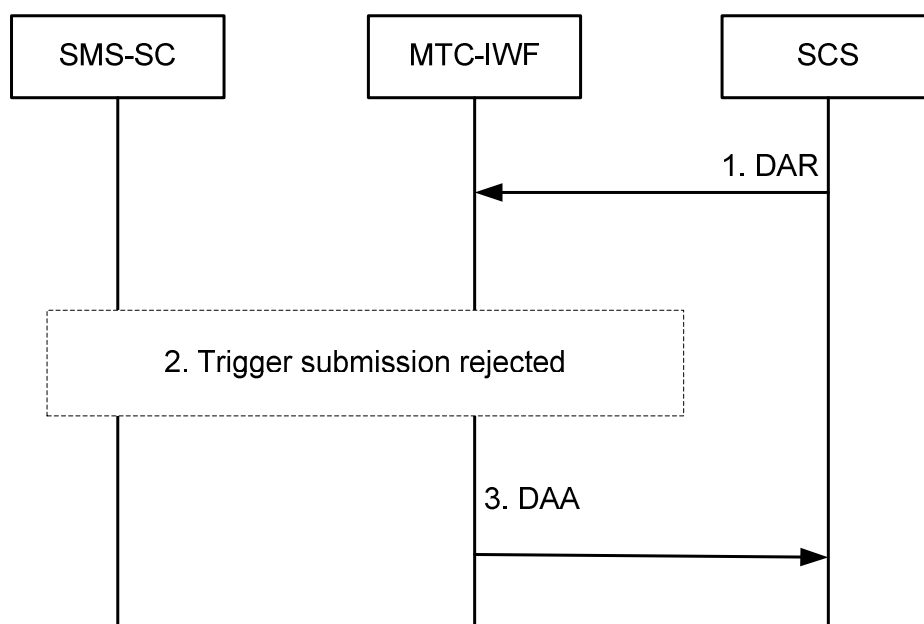 SMS-SC
MTC-IWF
SCS
1. DAR
2. Trigger submission rejected
3. DAA